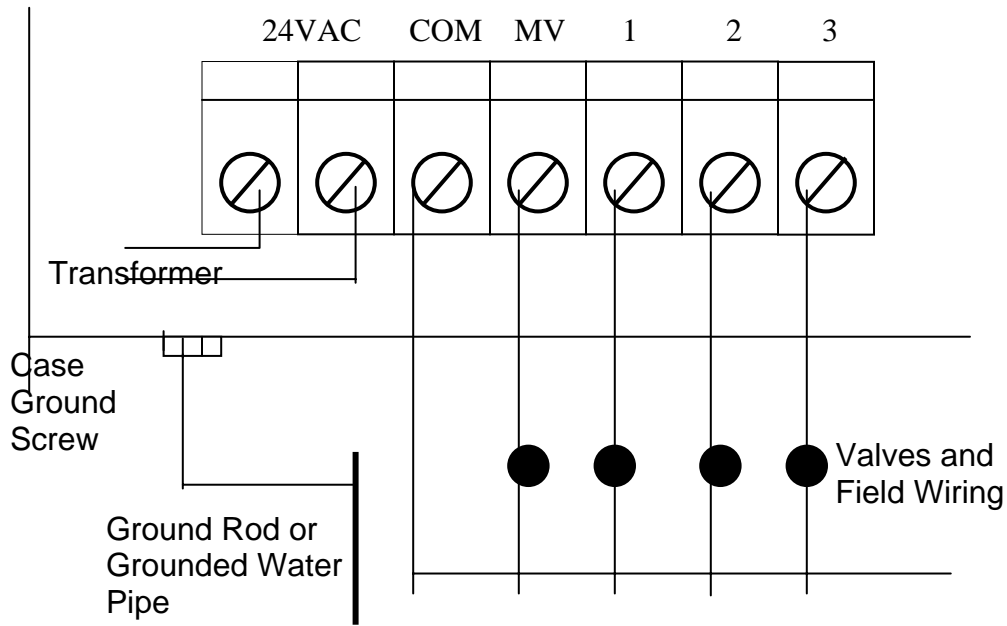 24VAC COM MV 1 2 3
Transformer
Case
Ground
Screw
Valves and
Field Wiring
Ground Rod or
Grounded Water
Pipe